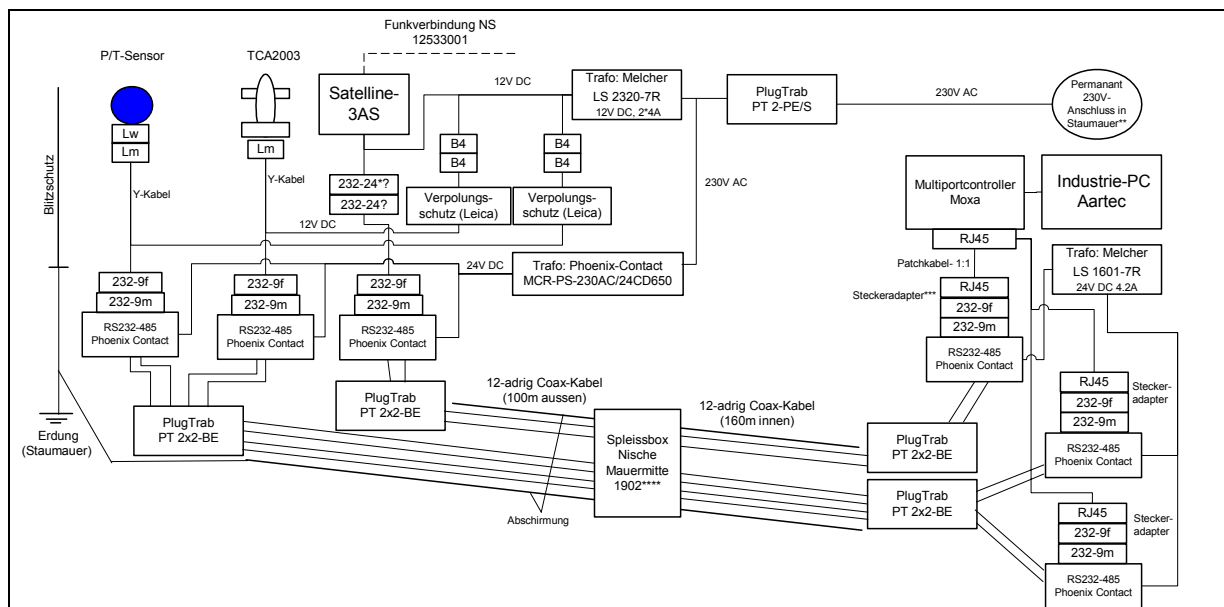 Funkverbindung NS
12533001
P/T-Sensor
TCA2003
Satelline-
3AS
12V DC
Trafo: Melcher
LS 2320-7R
12V DC, 2*4A
PlugTrab
PT 2-PE/S
230V AC
Permanant
230V-
Anschluss in
Staumauer**
Lw
Lm
Lm
B4
B4
B4
B4
Blitzschutz
Y-Kabel
Y-Kabel
232-24*?
232-24?
Verpolungs-
schutz (Leica)
Verpolungs-
schutz (Leica)
230V AC
Multiportcontroller
Moxa
Industrie-PC
Aartec
12V DC
RJ45
24V DC
Trafo: Phoenix-Contact
MCR-PS-230AC/24CD650
Patchkabel- 1:1
Trafo: Melcher
LS 1601-7R
24V DC 4.2A
232-9f
232-9m
RS232-485
Phoenix Contact
232-9f
232-9m
RS232-485
Phoenix Contact
232-9f
232-9m
RS232-485
Phoenix Contact
Steckeradapter***
RJ45
232-9f
232-9m
RS232-485
Phoenix Contact
PlugTrab
PT 2x2-BE
PlugTrab
PT 2x2-BE
12-adrig Coax-Kabel
(100m aussen)
12-adrig Coax-Kabel
(160m innen)
Spleissbox
Nische
Mauermitte
1902****
PlugTrab
PT 2x2-BE
PlugTrab
PT 2x2-BE
RJ45
232-9f
232-9m
RS232-485
Phoenix Contact
Stecker-
adapter
Erdung
(Staumauer)
Abschirmung
RJ45
232-9f
232-9m
RS232-485
Phoenix Contact
Stecker-
adapter